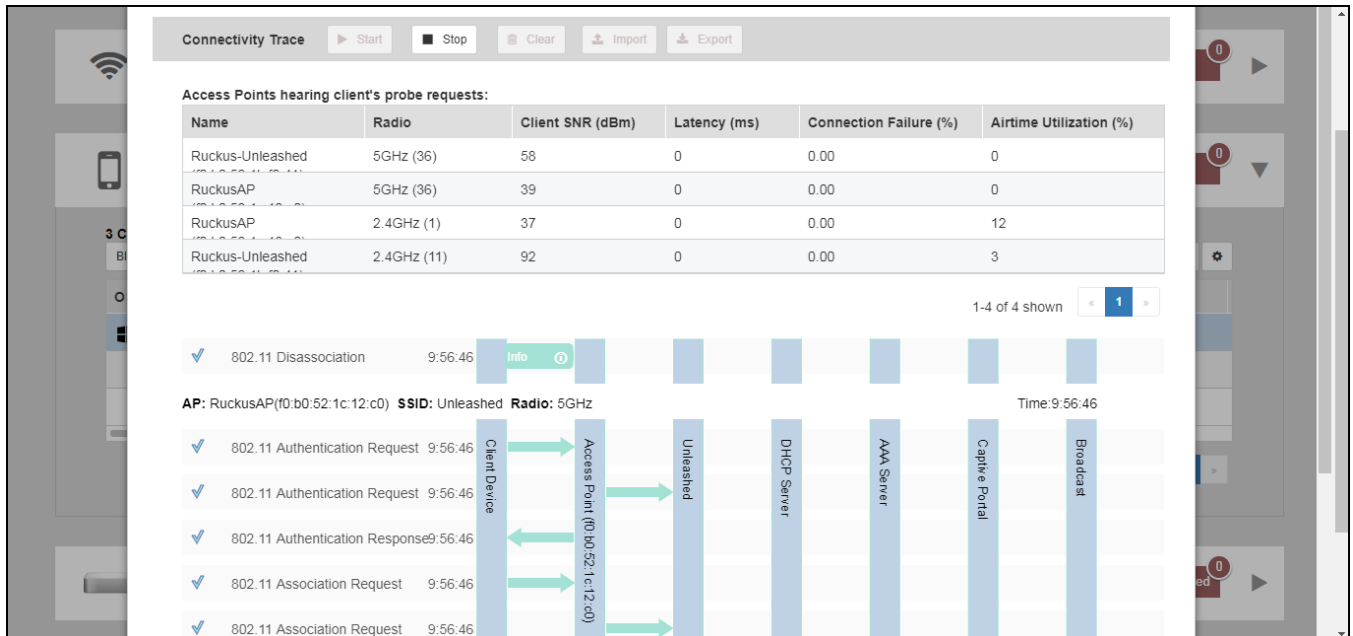 Connectivity Trace Start Stop Clear Import Export
0
Access Points hearing client's probe requests:
Name Radio Client SNR (dBm) Latency (ms) Connection Failure (%) Airtime Utilization (%)
Ruckus-Unleashed 5GHz (36) 58 0 0.00 0
0
RuckusAP 5GHz (36) 39 0 0.00 0
RuckusAP 2.4GHz (1) 37 0 0.00 12
3 C
Ruckus-Unleashed 2.4GHz (11) 92 0 0.00 3
Bl
O
1-4 of 4 shown « 1 »
802.11 Disassociation 9:56:46 Info
AP: RuckusAP(f0:b0:52:1c:12:c0) SSID: Unleashed Radio: 5GHz Time:9:56:46
802.11 Authentication Request 9:56:46
802.11 Authentication Request 9:56:46
802.11 Authentication Response9:56:46
802.11 Association Request 9:56:46
802.11 Association Request 9:56:46
Client Device
Access Point (f0:b0:52:1c:12:c0)
Unleashed
DHCP Server
AAA Server
Captive Portal
Broadcast
»
0
ed